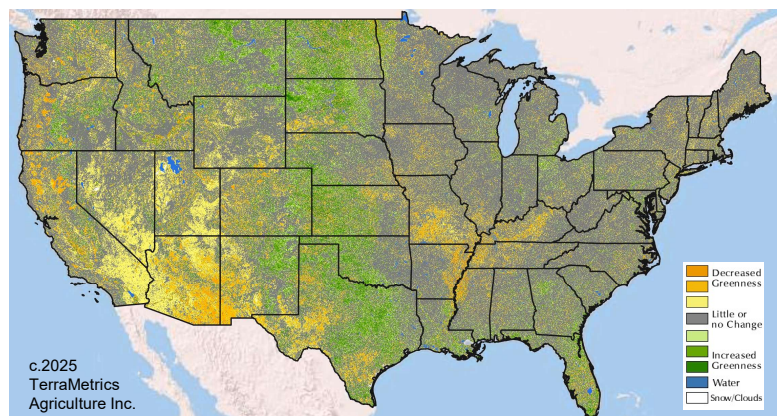 Decreased
Greenness
Little or
no Change
Increased
Greenness
Water
Snow/Clouds
c.2025
TerraMetrics
Agriculture Inc.